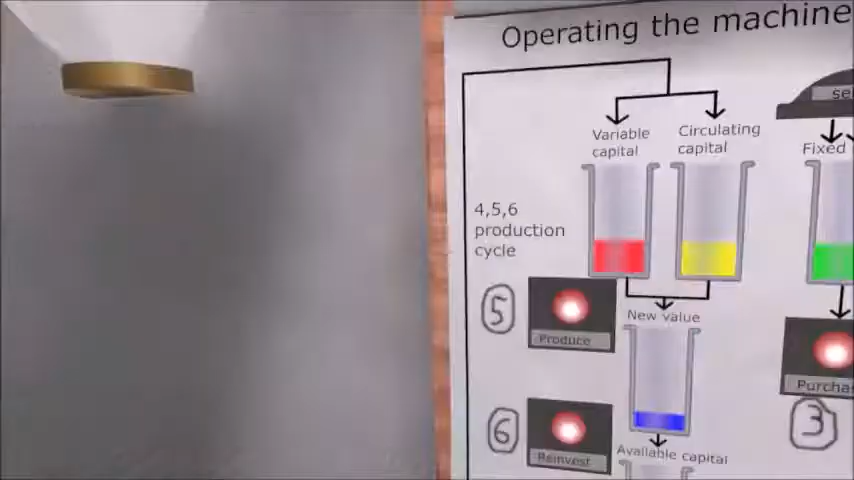 Operating the machine
Variable
capital
Circulating
capital
Fixed
4,5,6
production
cycle
5
Produce
New value
Purcha
3
6
Reinvest
Available capital